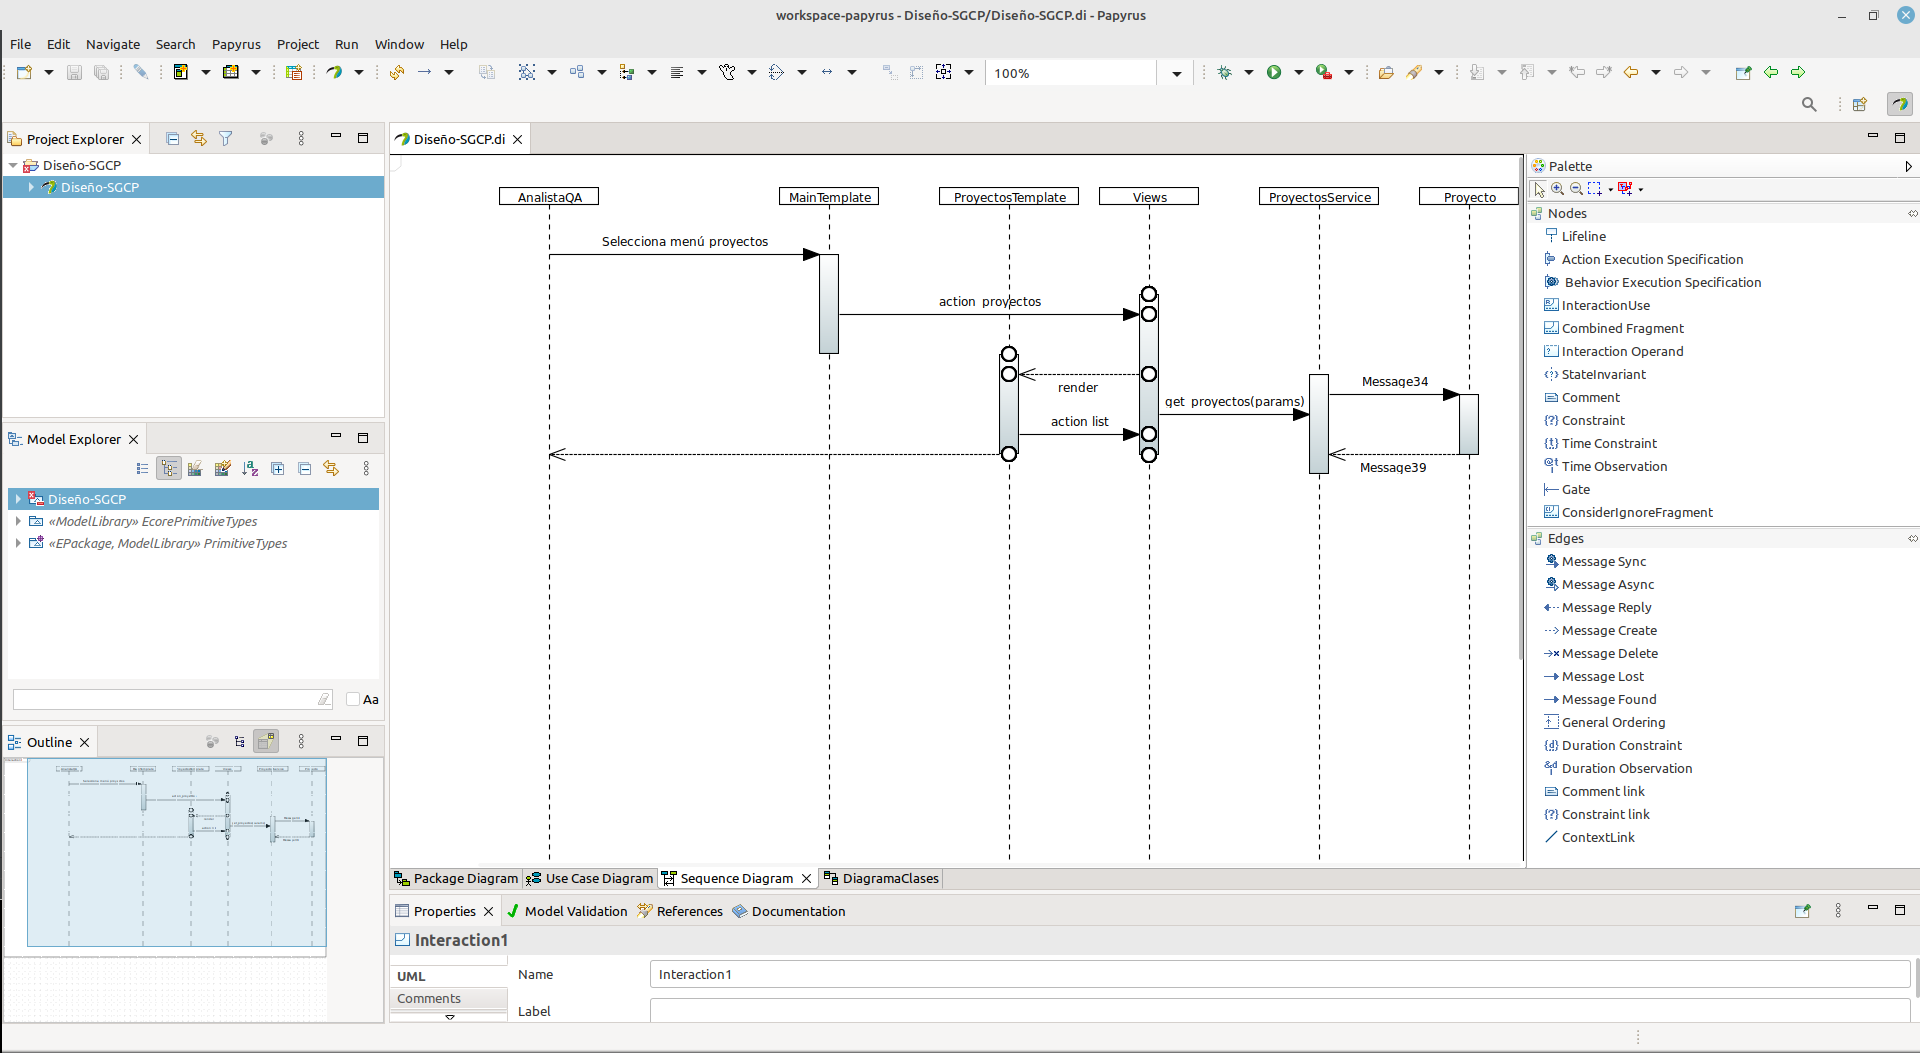 workspace-papyrus - Diseño-SGCP/Diseño-SGCP.di - Papyrus
File Edit Navigate Search Papyrus Project Run Window Help
100%
Project Explorer
Diseño-SGCP
Diseño-SGCP
Model Explorer
Diseño-SGCP
«ModelLibrary» EcorePrimitiveTypes
«EPackage, ModelLibrary» PrimitiveTypes
Aa
Outline
Diseño-SGCP.di
AnalistaQA MainTemplate ProyectosTemplate Views ProyectosService Proyecto
Selecciona menú proyectos
action_proyectos
render
Message34
get_proyectos(params)
action list
Message39
Palette
Nodes
Lifeline
Action Execution Specification
Behavior Execution Specification
InteractionUse
Combined Fragment
Interaction Operand
StateInvariant
Comment
Constraint
Time Constraint
Time Observation
Gate
ConsiderIgnoreFragment
Edges
Message Sync
Message Async
Message Reply
Message Create
Message Delete
Message Lost
Message Found
General Ordering
Duration Constraint
Duration Observation
Comment link
Constraint link
ContextLink
Package Diagram Use Case Diagram Sequence Diagram DiagramaClases
Properties Model Validation References Documentation
Interaction1
UML
Comments
Name Interaction1
Label